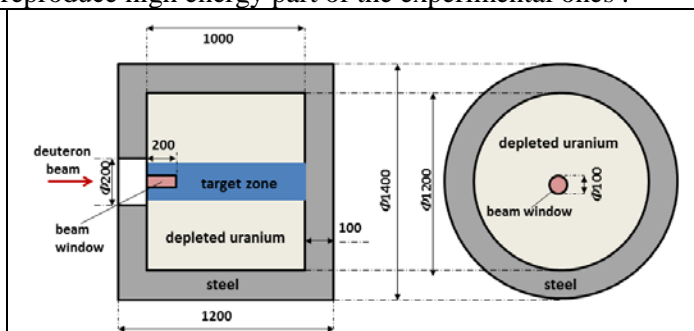 reproduce high energy part of the experimental ones .
1000
200
deuteron
beam
Φ200
target zone
beam
window
depleted uranium
100
steel
1200
Φ1400
Φ1200
depleted uranium
Φ100
beam window
steel